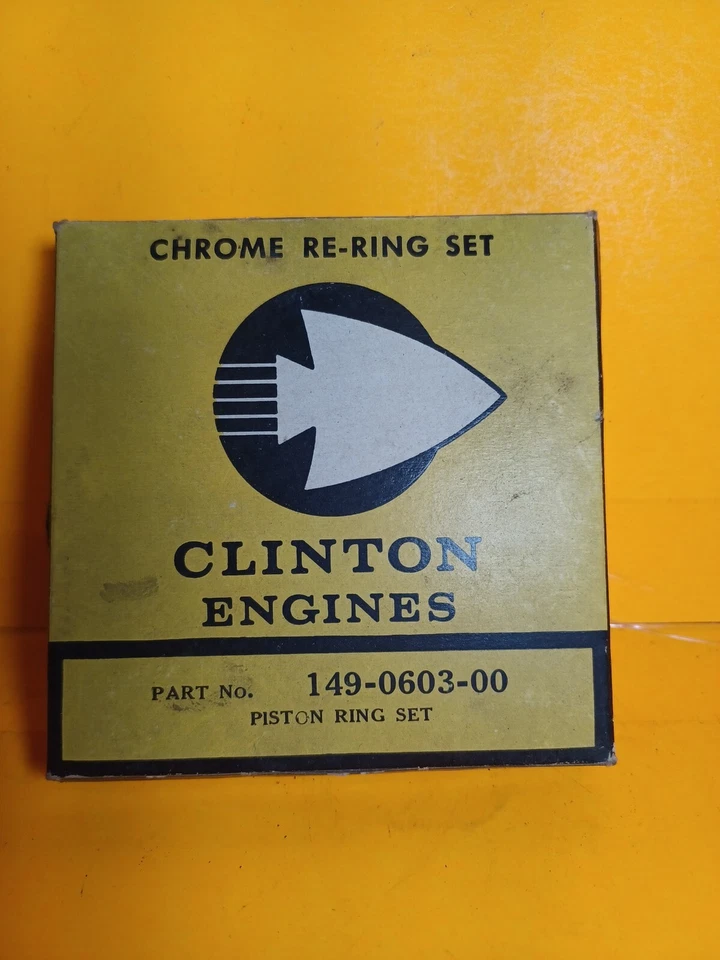 CHROME RE-RING SET
CLINTON
ENGINES
PART No. 149-0603-00
PISTON RING SET